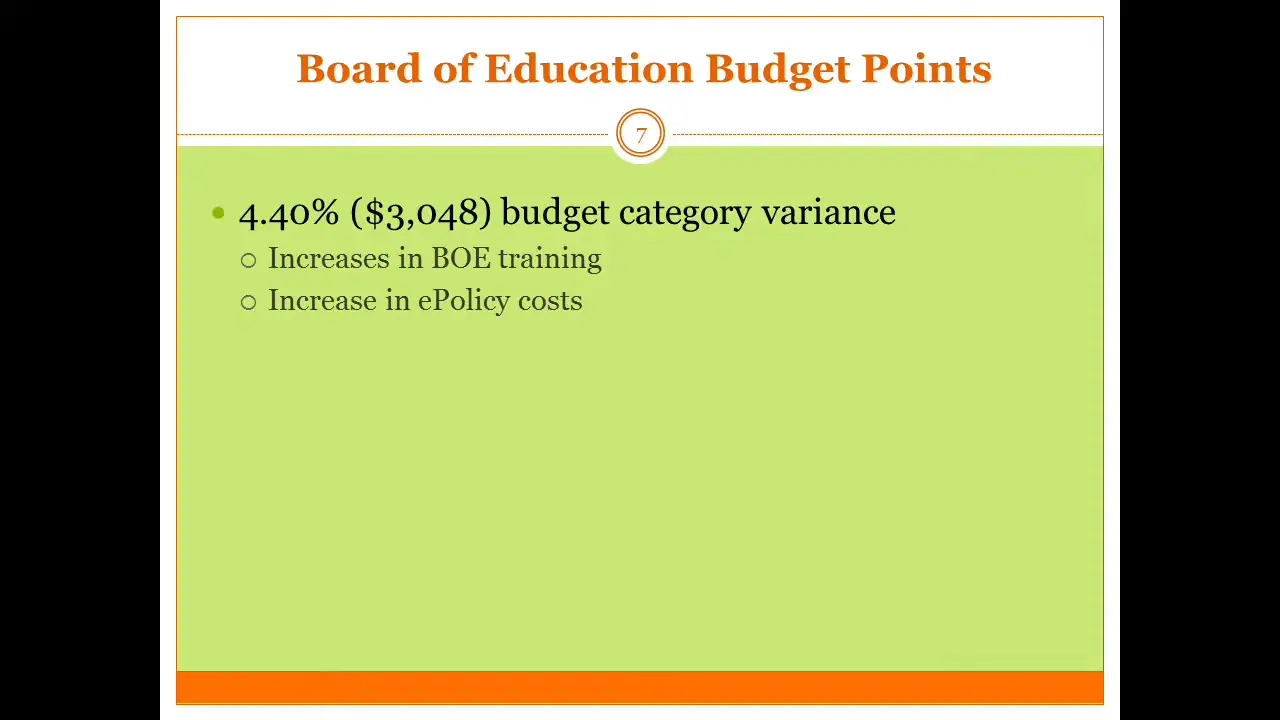 Board of Education Budget Points
7
• 4.40% ($3,048) budget category variance
○ Increases in BOE training
○ Increase in ePolicy costs